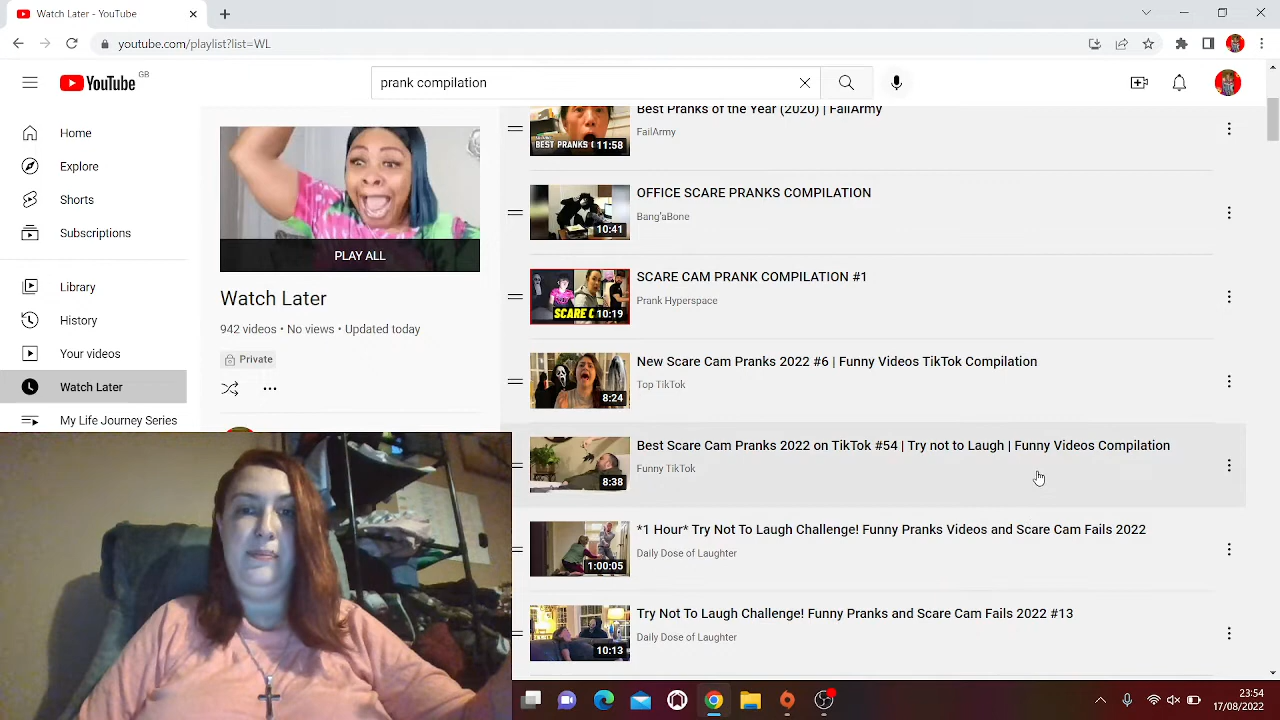 Watch Later - YouTube
youtube.com/playlist?list=WL
YouTube GB
prank compilation
Home
Explore
Shorts
Subscriptions
Library
History
Your videos
Watch Later
My Life Journey Series
PLAY ALL
Watch Later
942 videos • No views • Updated today
Private
BEST PRANKS 11:58
Best Pranks of the Year (2020) | FailArmy
FailArmy
10:41
OFFICE SCARE PRANKS COMPILATION
Bang'aBone
SCARE C 10:19
SCARE CAM PRANK COMPILATION #1
Prank Hyperspace
8:24
New Scare Cam Pranks 2022 #6 | Funny Videos TikTok Compilation
Top TikTok
8:38
Best Scare Cam Pranks 2022 on TikTok #54 | Try not to Laugh | Funny Videos Compilation
Funny TikTok
1:00:05
*1 Hour* Try Not To Laugh Challenge! Funny Pranks Videos and Scare Cam Fails 2022
Daily Dose of Laughter
10:13
Try Not To Laugh Challenge! Funny Pranks and Scare Cam Fails 2022 #13
Daily Dose of Laughter
23:54
17/08/2022